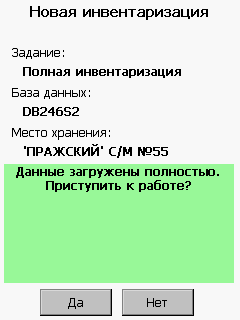 Новая инвентаризация
Задание:
Полная инвентаризация
База данных:
DB246S2
Место хранения:
'ПРАЖСКИЙ' С/М №55
Данные загружены полностью.
Приступить к работе?
Да
Нет